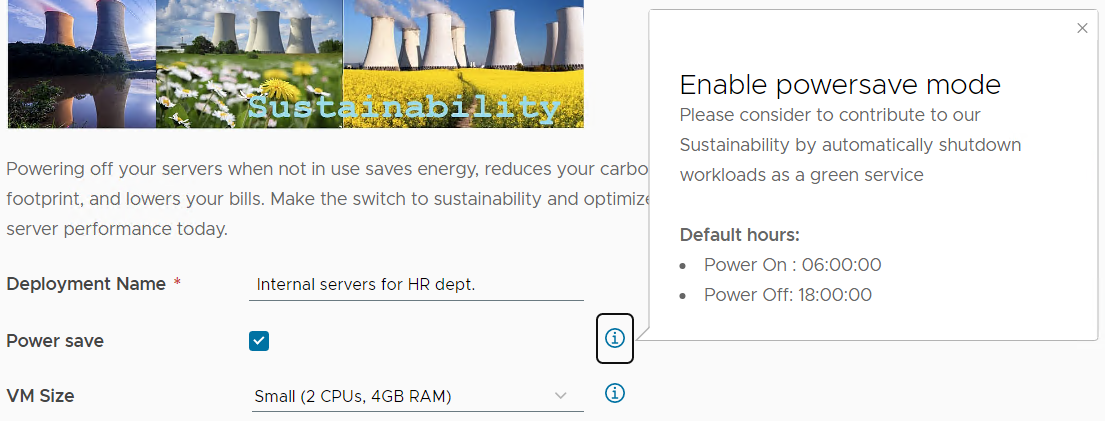 Sustainability
Powering off your servers when not in use saves energy, reduces your carbo
footprint, and lowers your bills. Make the switch to sustainability and optimize
server performance today.
Deployment Name *
Internal servers for HR dept.
Power save
VM Size
Small (2 CPUs, 4GB RAM)
Enable powersave mode
Please consider to contribute to our
Sustainability by automatically shutdown
workloads as a green service
Default hours:
Power On : 06:00:00
Power Off: 18:00:00